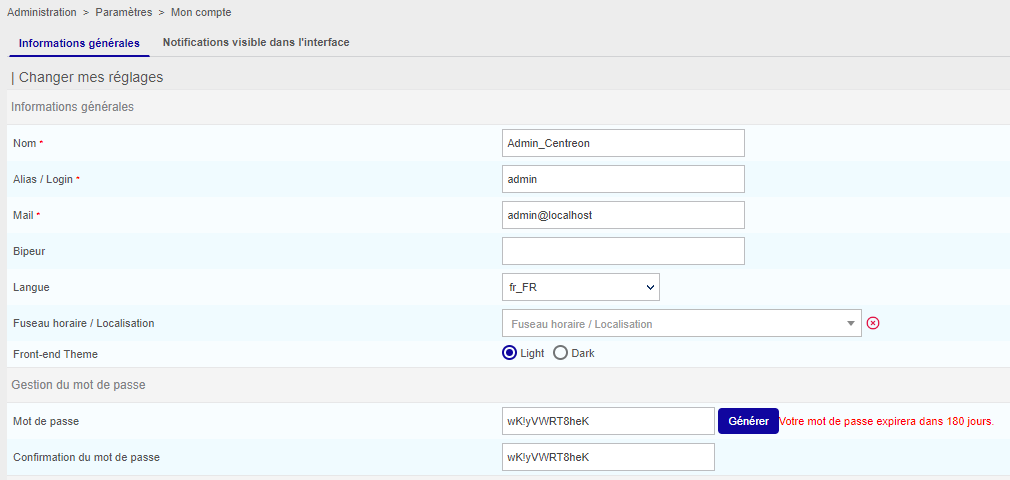 Administration > Paramètres > Mon compte
Informations générales Notifications visible dans l'interface
| Changer mes réglages
Informations générales
Nom * Admin_Centreon
Alias / Login * admin
Mail * admin@localhost
Bipeur
Langue fr_FR
Fuseau horaire / Localisation Fuseau horaire / Localisation
Front-end Theme Light Dark
Gestion du mot de passe
Mot de passe wK!yVWRT8heK Générer Votre mot de passe expirera dans 180 jours.
Confirmation du mot de passe wK!yVWRT8heK